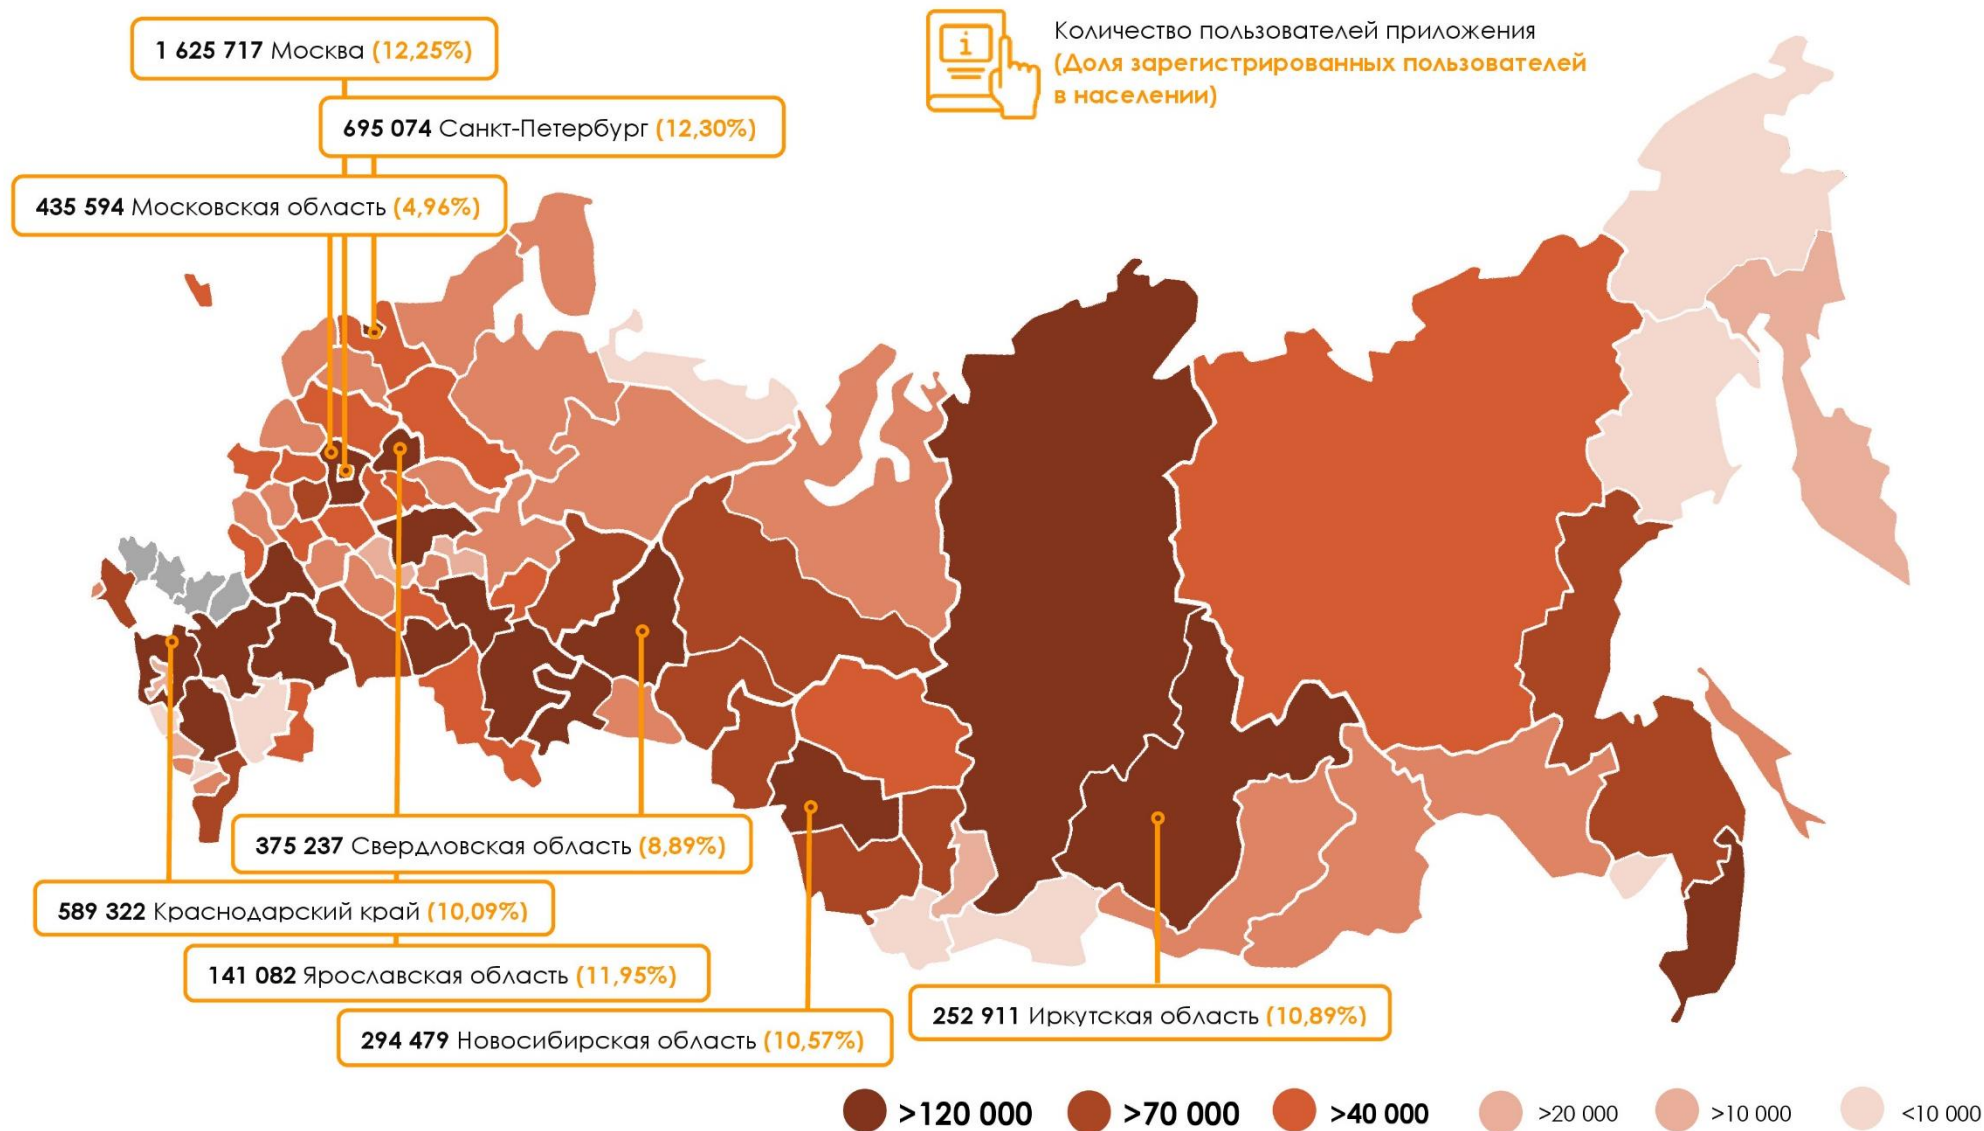 1 625 717 Москва (12,25%)
695 074 Санкт-Петербург (12,30%)
435 594 Московская область (4,96%)
i
Количество пользователей приложения
(Доля зарегистрированных пользователей
в населении)
375 237 Свердловская область (8,89%)
589 322 Краснодарский край (10,09%)
141 082 Ярославская область (11,95%)
294 479 Новосибирская область (10,57%)
252 911 Иркутская область (10,89%)
>120 000 >70 000 >40 000 >20 000 >10 000 <10 000